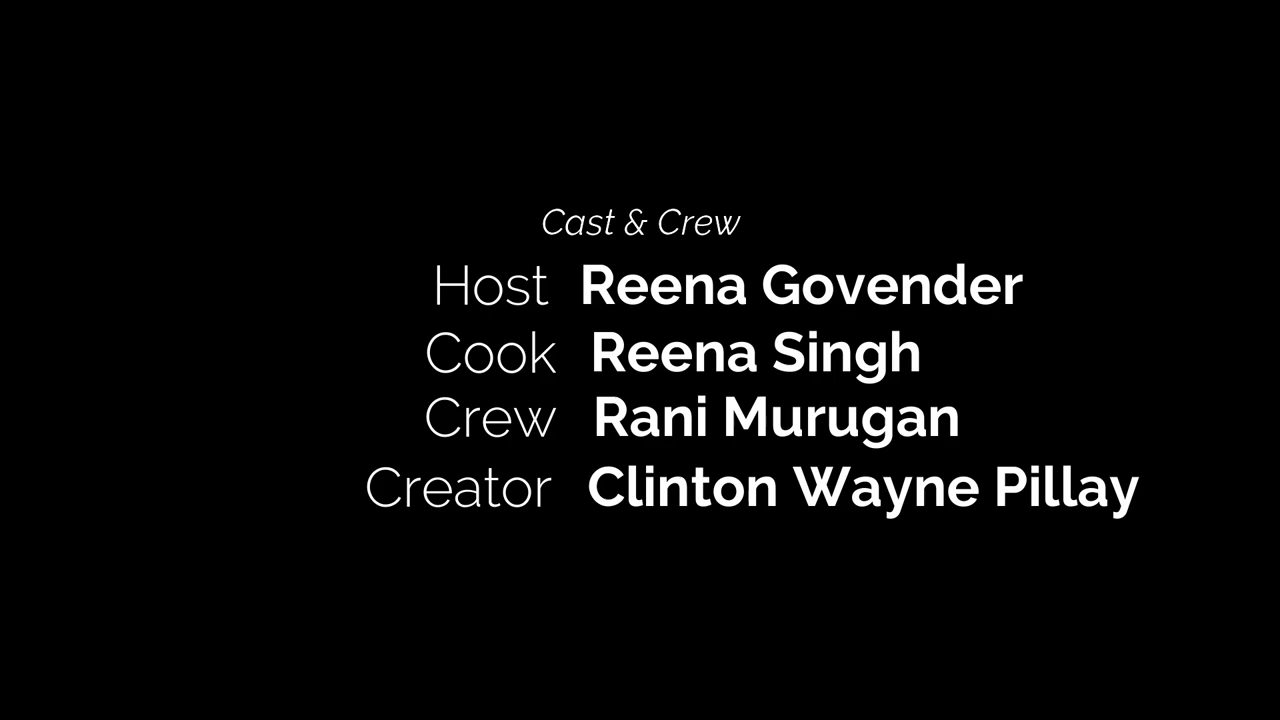 Cast & Crew
Host Reena Govender
Cook Reena Singh
Crew Rani Murugan
Creator Clinton Wayne Pillay